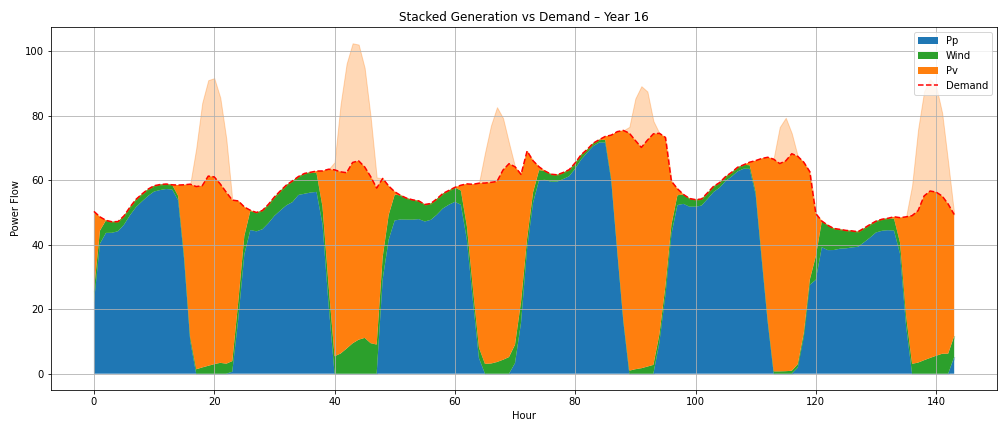 Stacked Generation vs Demand – Year 16
Power Flow
100
80
60
40
20
0
0 20 40 60 80 100 120 140
Hour
Pp
Wind
Pv
Demand